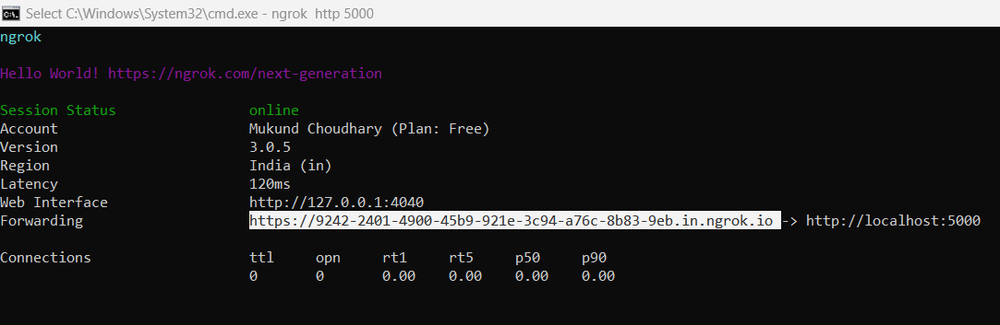 Select C:\Windows\System32\cmd.exe - ngrok  http 5000
ngrok
Hello World! https://ngrok.com/next-generation
Session Status                online
Account                       Mukund Choudhary (Plan: Free)
Version                       3.0.5
Region                        India (in)
Latency                       120ms
Web Interface                 http://127.0.0.1:4040
Forwarding                    https://9242-2401-4900-45b9-921e-3c94-a76c-8b83-9eb.in.ngrok.io -> http://localhost:5000
Connections                   ttl     opn     rt1     rt5     p50     p90
                              0       0       0.00    0.00    0.00    0.00